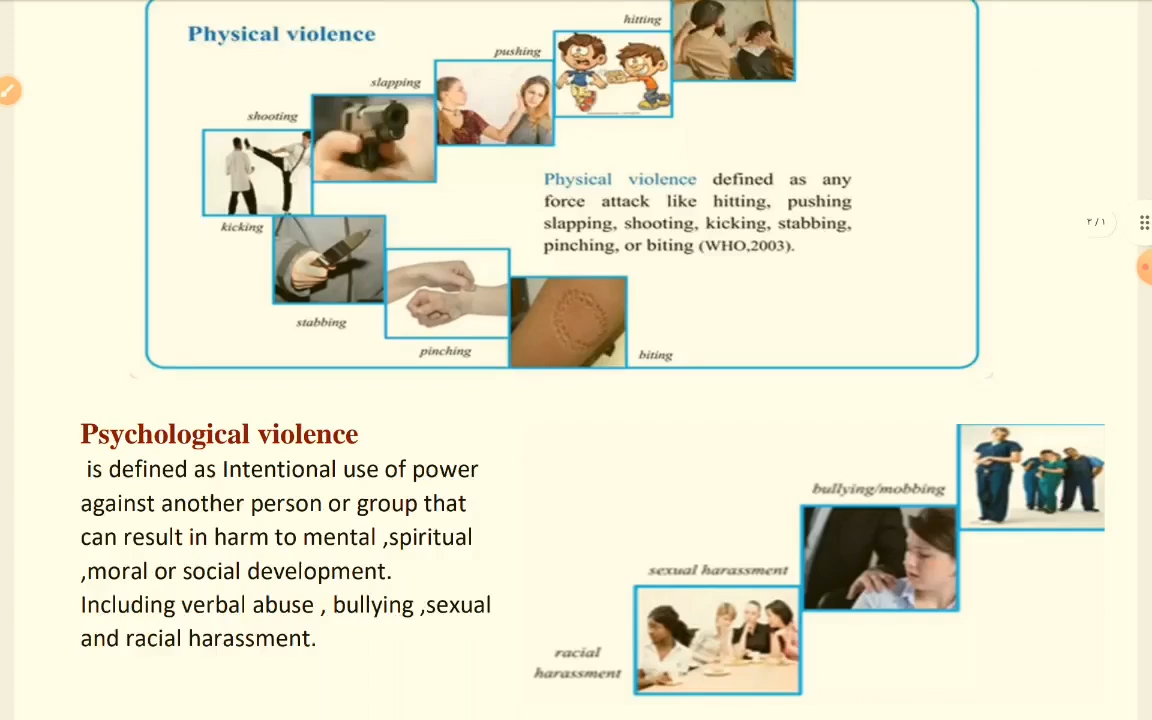 Physical violence
hitting
pushing
slapping
shooting
Physical violence defined as any
force attack like hitting, pushing
slapping, shooting, kicking, stabbing,
pinching, or biting (WHO,2003).
kicking
stabbing
pinching
biting
٢/١
Psychological violence
is defined as Intentional use of power
against another person or group that
can result in harm to mental ,spiritual
,moral or social development.
Including verbal abuse , bullying ,sexual
and racial harassment.
bullying/mobbing
sexual harassment
racial
harassment